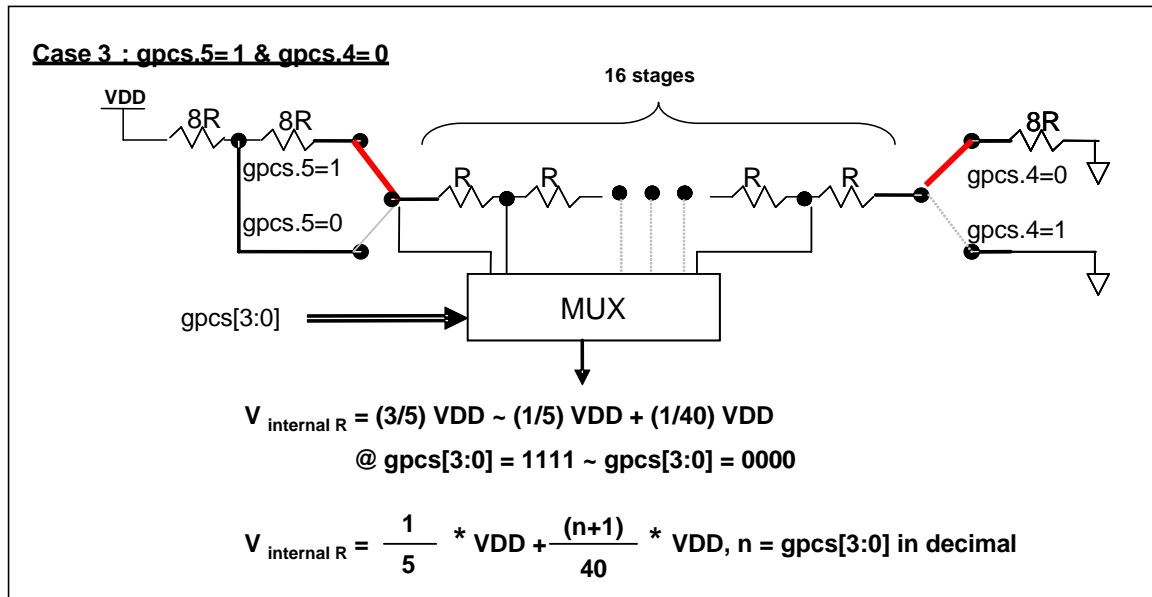 Case 3 : gpcs.5= 1 & gpcs.4= 0
16 stages
VDD
8R 8R 8R
gpcs.5=1
gpcs.4=0
R R R R
gpcs.5=0
gpcs.4=1
MUX
gpcs[3:0]
V internal R = (3/5) VDD ~ (1/5) VDD + (1/40) VDD
@ gpcs[3:0] = 1111 ~ gpcs[3:0] = 0000
V internal R = 1/5 * VDD + (n+1)/40 * VDD, n = gpcs[3:0] in decimal